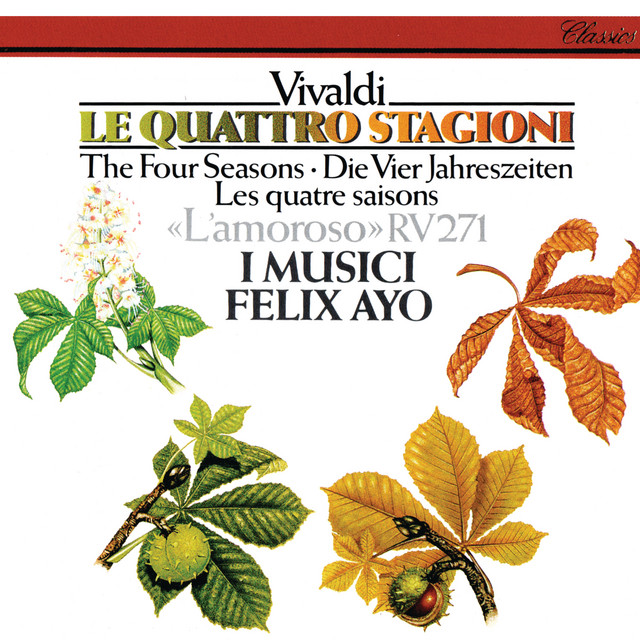 Classics
Vivaldi
LE QUATTRO STAGIONI
The Four Seasons · Die Vier Jahreszeiten
Les quatre saisons
«L'amoroso» RV271
I MUSICI
FELIX AYO